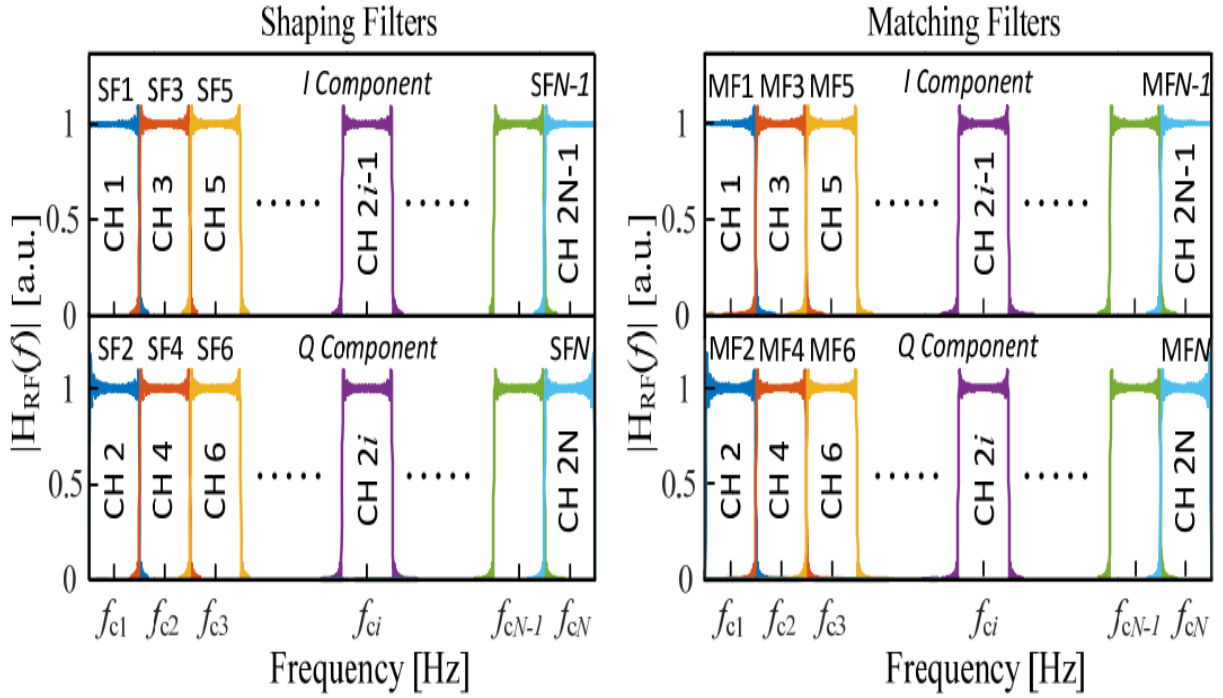 Shaping Filters
SF1 SF3 SF5 I Component SFN-1
1
0.5
0
CH 1
CH 3
CH 5
.....
CH 2i-1
.....
CH 2N-1
SF2 SF4 SF6 Q Component SFN
1
0.5
0
CH 2
CH 4
CH 6
.....
CH 2i
.....
CH 2N
|H_RF(f)| [a.u.]
f_c1 f_c2 f_c3 f_ci f_cN-1 f_cN
Frequency [Hz]
Matching Filters
MF1 MF3 MF5 I Component MFN-1
1
0.5
0
CH 1
CH 3
CH 5
.....
CH 2i-1
.....
CH 2N-1
MF2 MF4 MF6 Q Component MFN
1
0.5
0
CH 2
CH 4
CH 6
.....
CH 2i
.....
CH 2N
|H_RF(f)| [a.u.]
f_c1 f_c2 f_c3 f_ci f_cN-1 f_cN
Frequency [Hz]